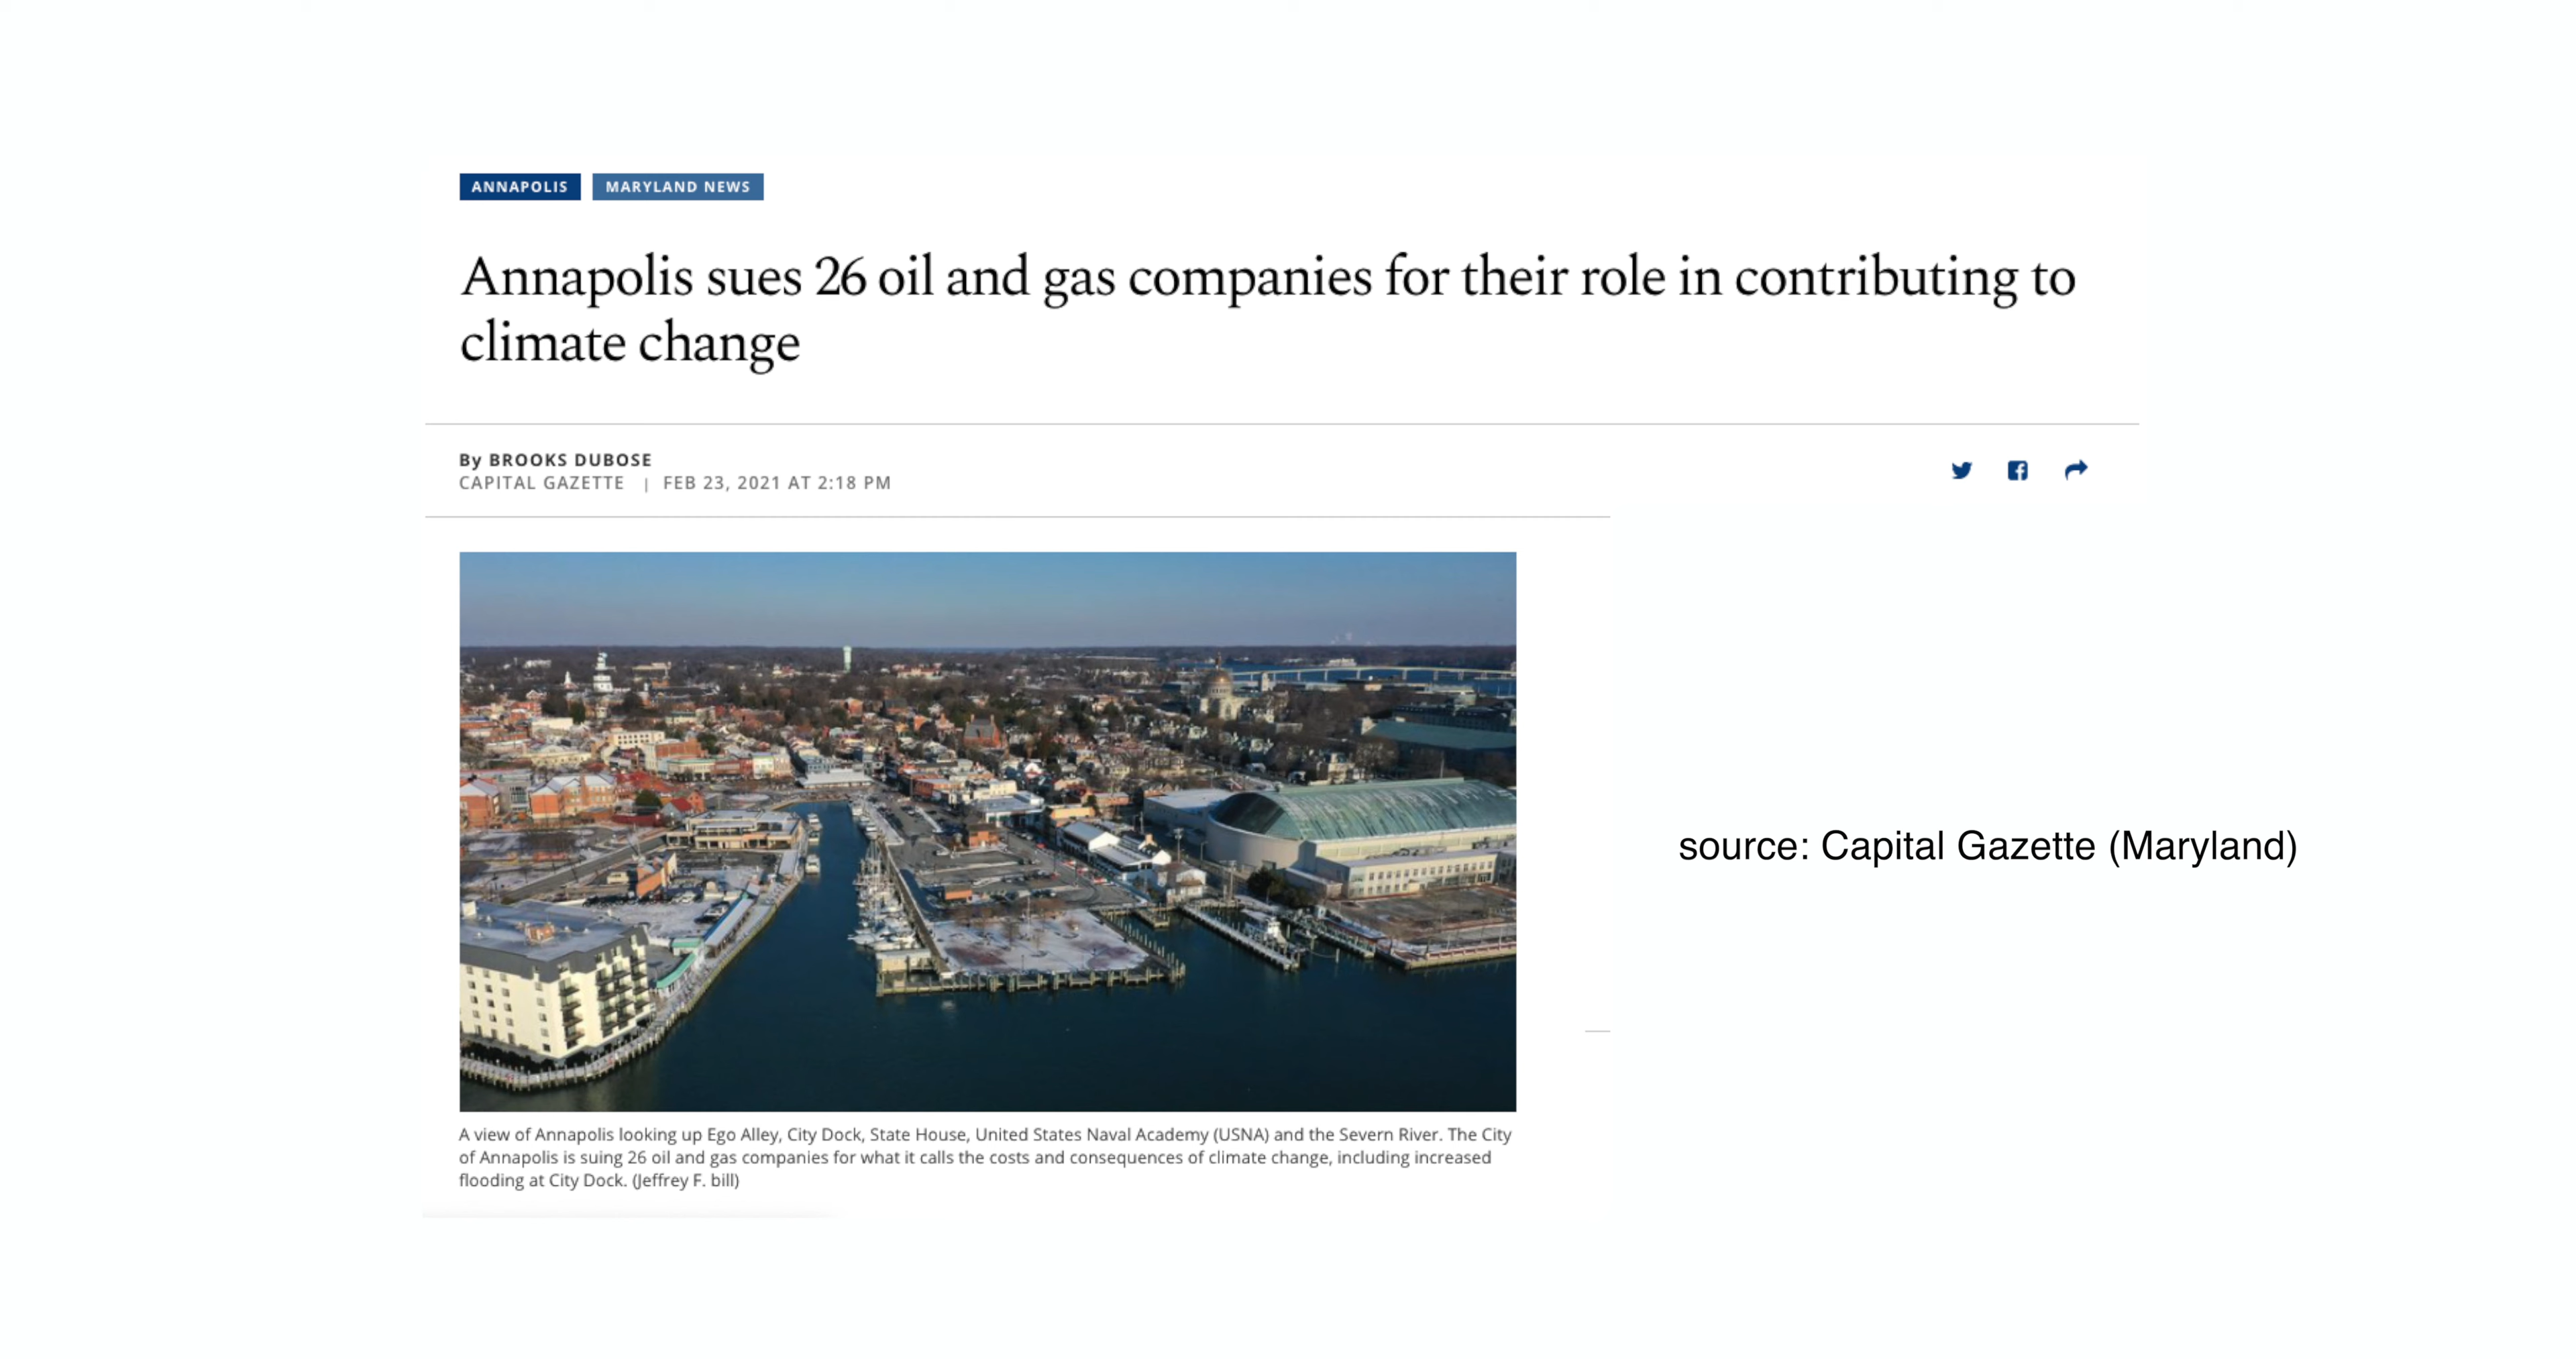 ANNAPOLIS MARYLAND NEWS
Annapolis sues 26 oil and gas companies for their role in contributing to
climate change
By BROOKS DUBOSE
CAPITAL GAZETTE | FEB 23, 2021 AT 2:18 PM
source: Capital Gazette (Maryland)
A view of Annapolis looking up Ego Alley, City Dock, State House, United States Naval Academy (USNA) and the Severn River. The City
of Annapolis is suing 26 oil and gas companies for what it calls the costs and consequences of climate change, including increased
flooding at City Dock. (Jeffrey F. bill)